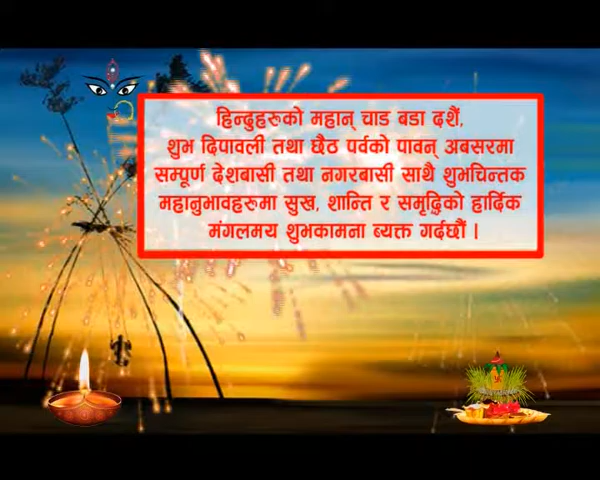 हिन्दुहरूको महान् चाड बडा दशैं,
शुभ दिपावली तथा छैठ पर्वको पावन् अबसरमा
सम्पूर्ण देशबासी तथा नगरबासी साथै शुभचिन्तक
महानुभावहरूमा सुख, शान्ति र समृद्धिको हार्दिक
मंगलमय शुभकामना ब्यक्त गर्दछौं ।